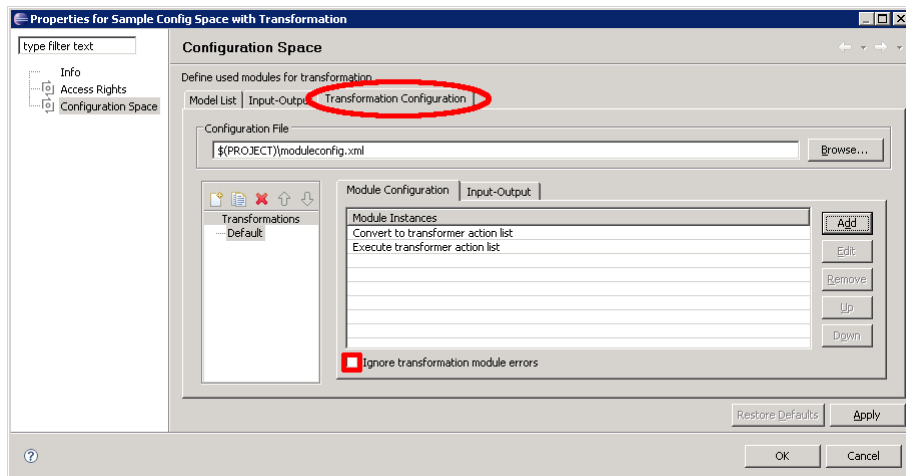 Properties for Sample Config Space with Transformation
type filter text
Configuration Space
Info
Access Rights
Configuration Space
Define used modules for transformation
Model List
Input-Outpu
Transformation Configuration
Configuration File
$(PROJECT)\moduleconfig.xml
Browse...
Transformations
Default
Module Configuration
Input-Output
Module Instances
Convert to transformer action list
Execute transformer action list
Add
Edit
Remove
Up
Down
Ignore transformation module errors
Restore Defaults
Apply
?
OK
Cancel